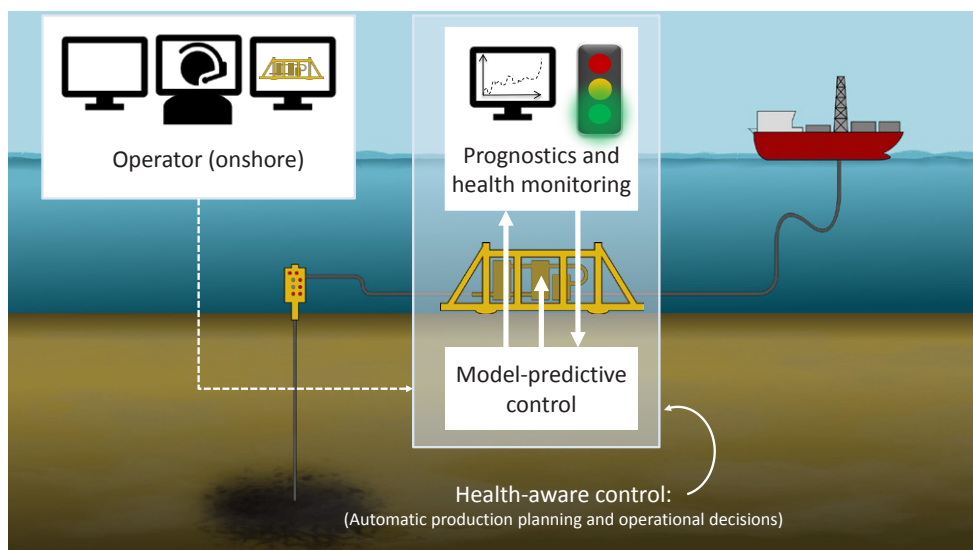 Operator (onshore)
Prognostics and
health monitoring
Model-predictive
control
Health-aware control:
(Automatic production planning and operational decisions)